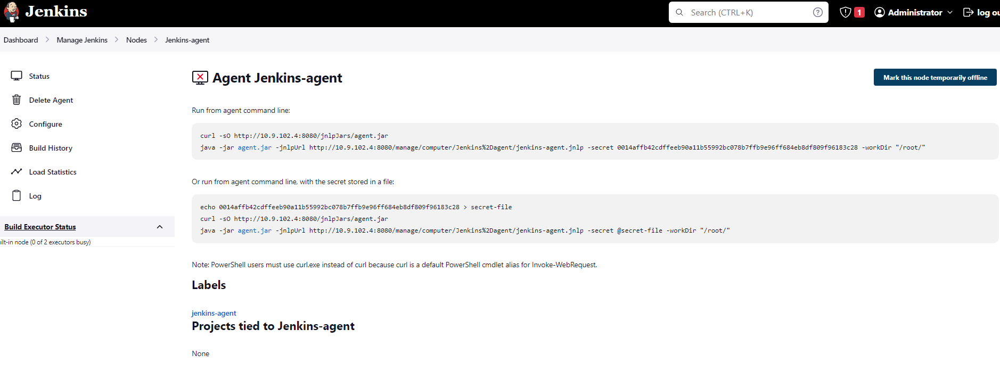 Jenkins
Search (CTRL+K)
1
Administrator
log ou
Dashboard
Manage Jenkins
Nodes
Jenkins-agent
Status
Delete Agent
Configure
Build History
Load Statistics
Log
Build Executor Status
ilt-in node (0 of 2 executors busy)
Agent Jenkins-agent
Mark this node temporarily offline
Run from agent command line:
curl -sO http://10.9.102.4:8080/jnlpJars/agent.jar
java -jar agent.jar -jnlpUrl http://10.9.102.4:8080/manage/computer/Jenkins%2Dagent/jenkins-agent.jnlp -secret 0014affb42cdffeeb90a11b55992bc078b7ffb9e96ff684eb8df809f96183c28 -workDir "/root/"
Or run from agent command line, with the secret stored in a file:
echo 0014affb42cdffeeb90a11b55992bc078b7ffb9e96ff684eb8df809f96183c28 > secret-file
curl -sO http://10.9.102.4:8080/jnlpJars/agent.jar
java -jar agent.jar -jnlpUrl http://10.9.102.4:8080/manage/computer/Jenkins%2Dagent/jenkins-agent.jnlp -secret @secret-file -workDir "/root/"
Note: PowerShell users must use curl.exe instead of curl because curl is a default PowerShell cmdlet alias for Invoke-WebRequest.
Labels
jenkins-agent
Projects tied to Jenkins-agent
None